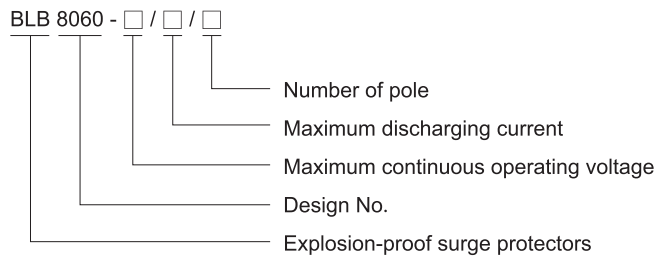 BLB 8060 - □ / □ / □
Number of pole
Maximum discharging current
Maximum continuous operating voltage
Design No.
Explosion-proof surge protectors